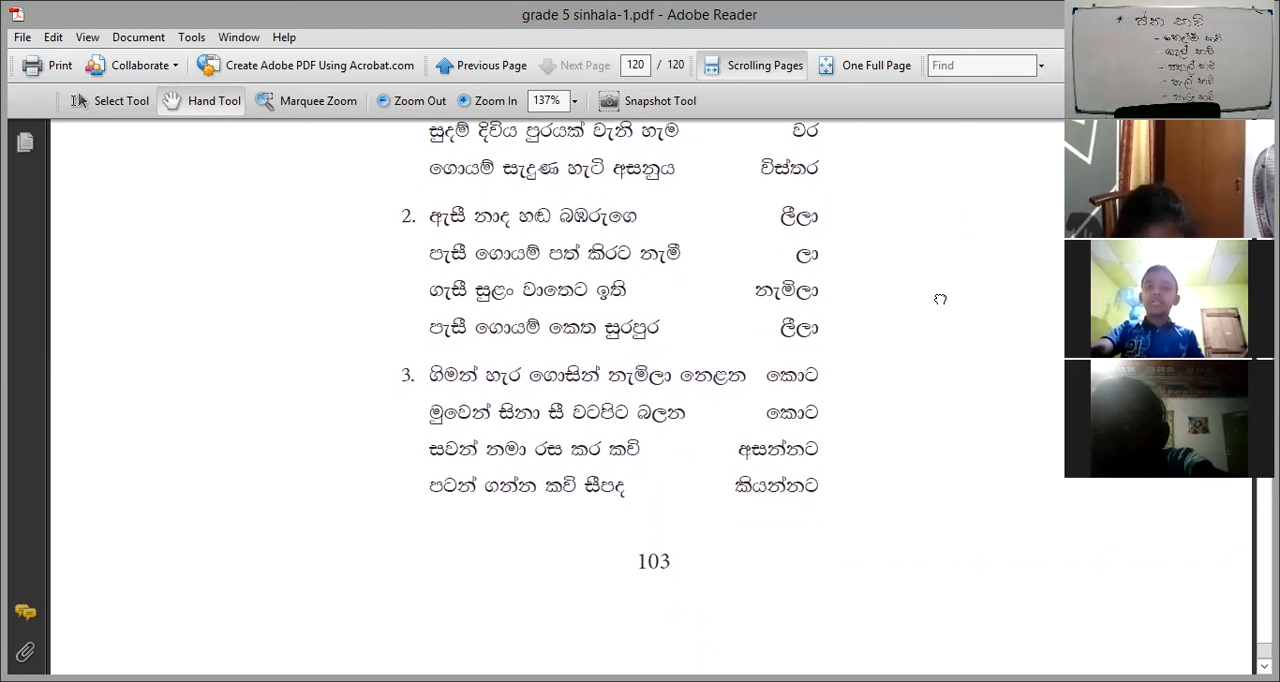 grade 5 sinhala-1.pdf - Adobe Reader
File Edit View Document Tools Window Help
Print Collaborate Create Adobe PDF Using Acrobat.com Previous Page Next Page 120 / 120 Scrolling Pages One Full Page Find
Select Tool Hand Tool Marquee Zoom Zoom Out Zoom In 137% Snapshot Tool
සුදම් දිවිය පුරයක් වැනි හැම වර
ගොයම් සැදුණ හැටි අසනුය විස්තර
2. ඇසී නාද හඬ බඹරුගෙ ලීලා
පැසී ගොයම් පත් කිරට නැමී ලා
ගැසී සුළං වාතෙට ඉති නැමිලා
පැසී ගොයම් කෙත සුරපුර ලීලා
3. ගිමන් හැර ගොසින් නැමිලා නෙළන කොට
මුවෙන් සිනා සී වටපිට බලන කොට
සවන් නමා රස කර කවි අසන්නට
පටන් ගන්න කවි සීපද කියන්නට
103